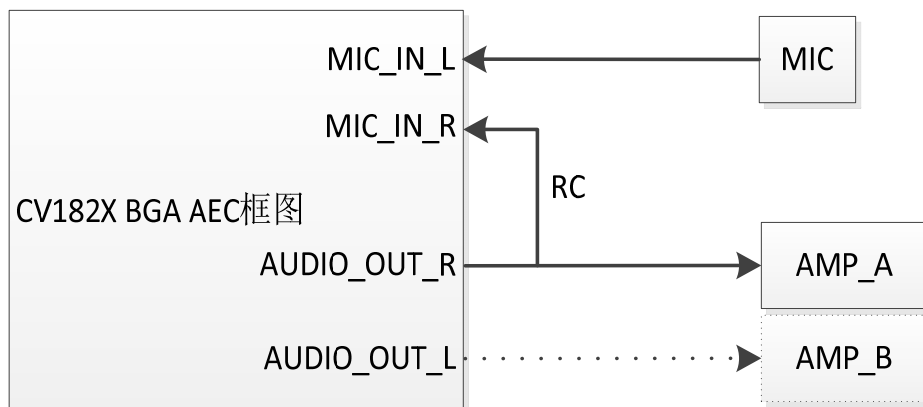 MIC_IN_L
MIC
MIC_IN_R
RC
CV182X BGA AEC框图
AUDIO_OUT_R
AMP_A
AUDIO_OUT_L
AMP_B